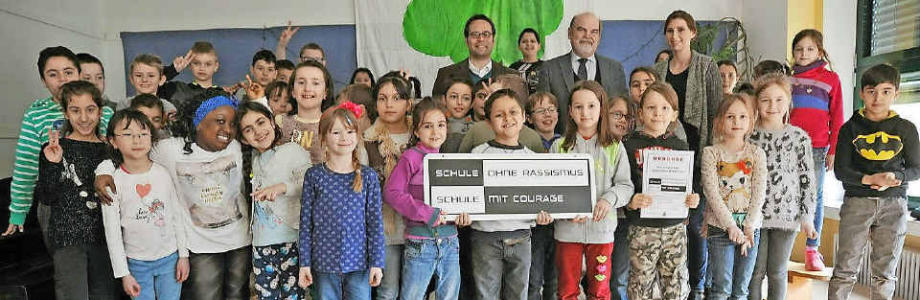 SCHULE OHNE RASSISMUS
SCHULE MIT COURAGE